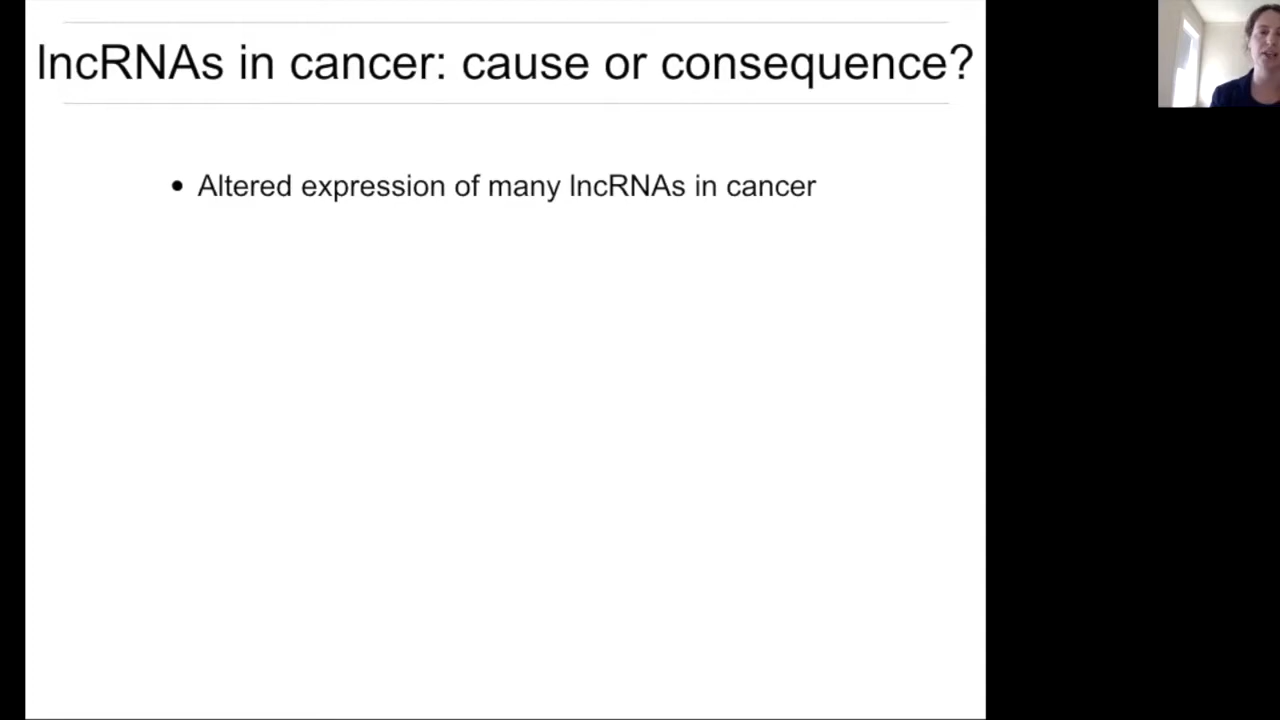 lncRNAs in cancer: cause or consequence?
• Altered expression of many lncRNAs in cancer